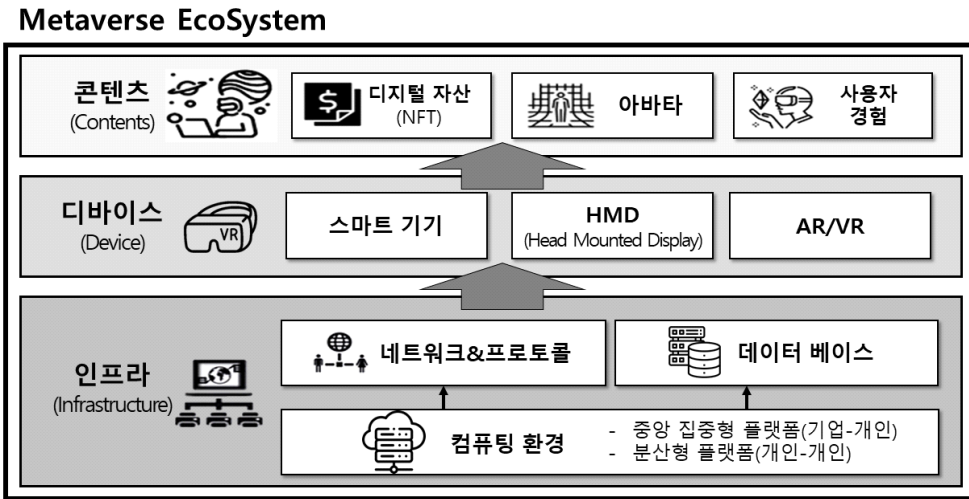 Metaverse EcoSystem
콘텐츠
(Contents)
디지털 자산
(NFT)
아바타
사용자
경험
디바이스
(Device)
VR
스마트 기기
HMD
(Head Mounted Display)
AR/VR
인프라
(Infrastructure)
네트워크&프로토콜
데이터 베이스
컴퓨팅 환경
- 중앙 집중형 플랫폼(기업-개인)
- 분산형 플랫폼(개인-개인)